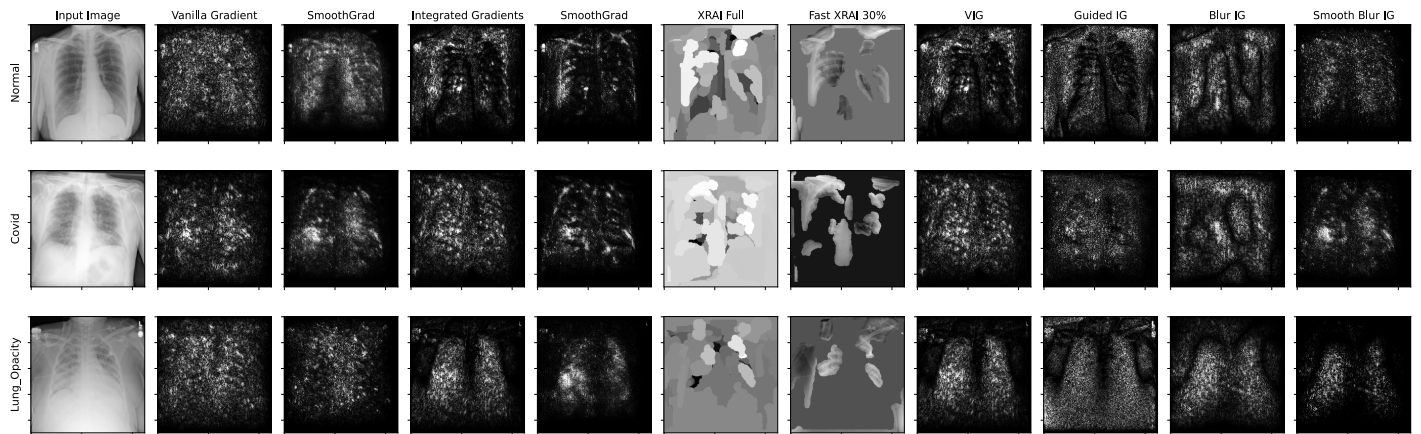 Input Image Vanilla Gradient SmoothGrad Integrated Gradients SmoothGrad XRAI Full Fast XRAI 30% VIG Guided IG Blur IG Smooth Blur IG
Normal
Covid
Lung_Opacity